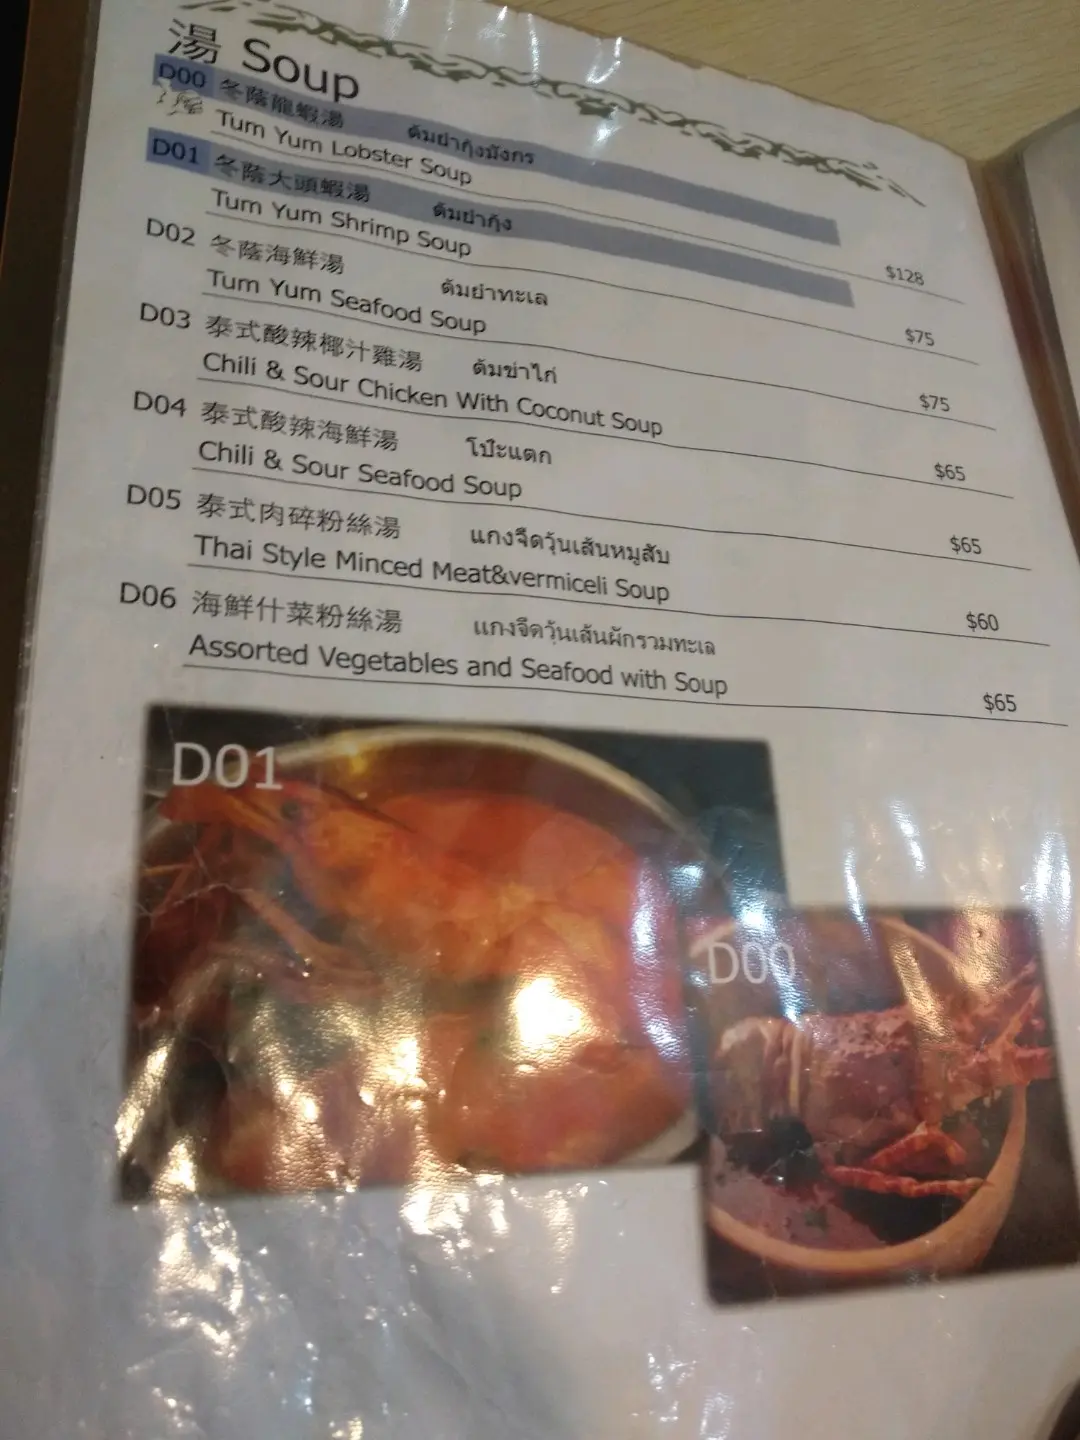 湯 Soup
D00 冬蔭龍蝦湯 ต้มยำกุ้งมังกร
Tum Yum Lobster Soup $128
D01 冬蔭大頭蝦湯 ต้มยำกุ้ง
Tum Yum Shrimp Soup $75
D02 冬蔭海鮮湯 ต้มยำทะเล
Tum Yum Seafood Soup $75
D03 泰式酸辣椰汁雞湯 ต้มข่าไก่
Chili & Sour Chicken With Coconut Soup $65
D04 泰式酸辣海鮮湯 โป๊ะแตก
Chili & Sour Seafood Soup $65
D05 泰式肉碎粉絲湯 แกงจืดวุ้นเส้นหมูสับ
Thai Style Minced Meat&vermiceli Soup $60
D06 海鮮什菜粉絲湯 แกงจืดวุ้นเส้นผักรวมทะเล
Assorted Vegetables and Seafood with Soup $65
D01
D00